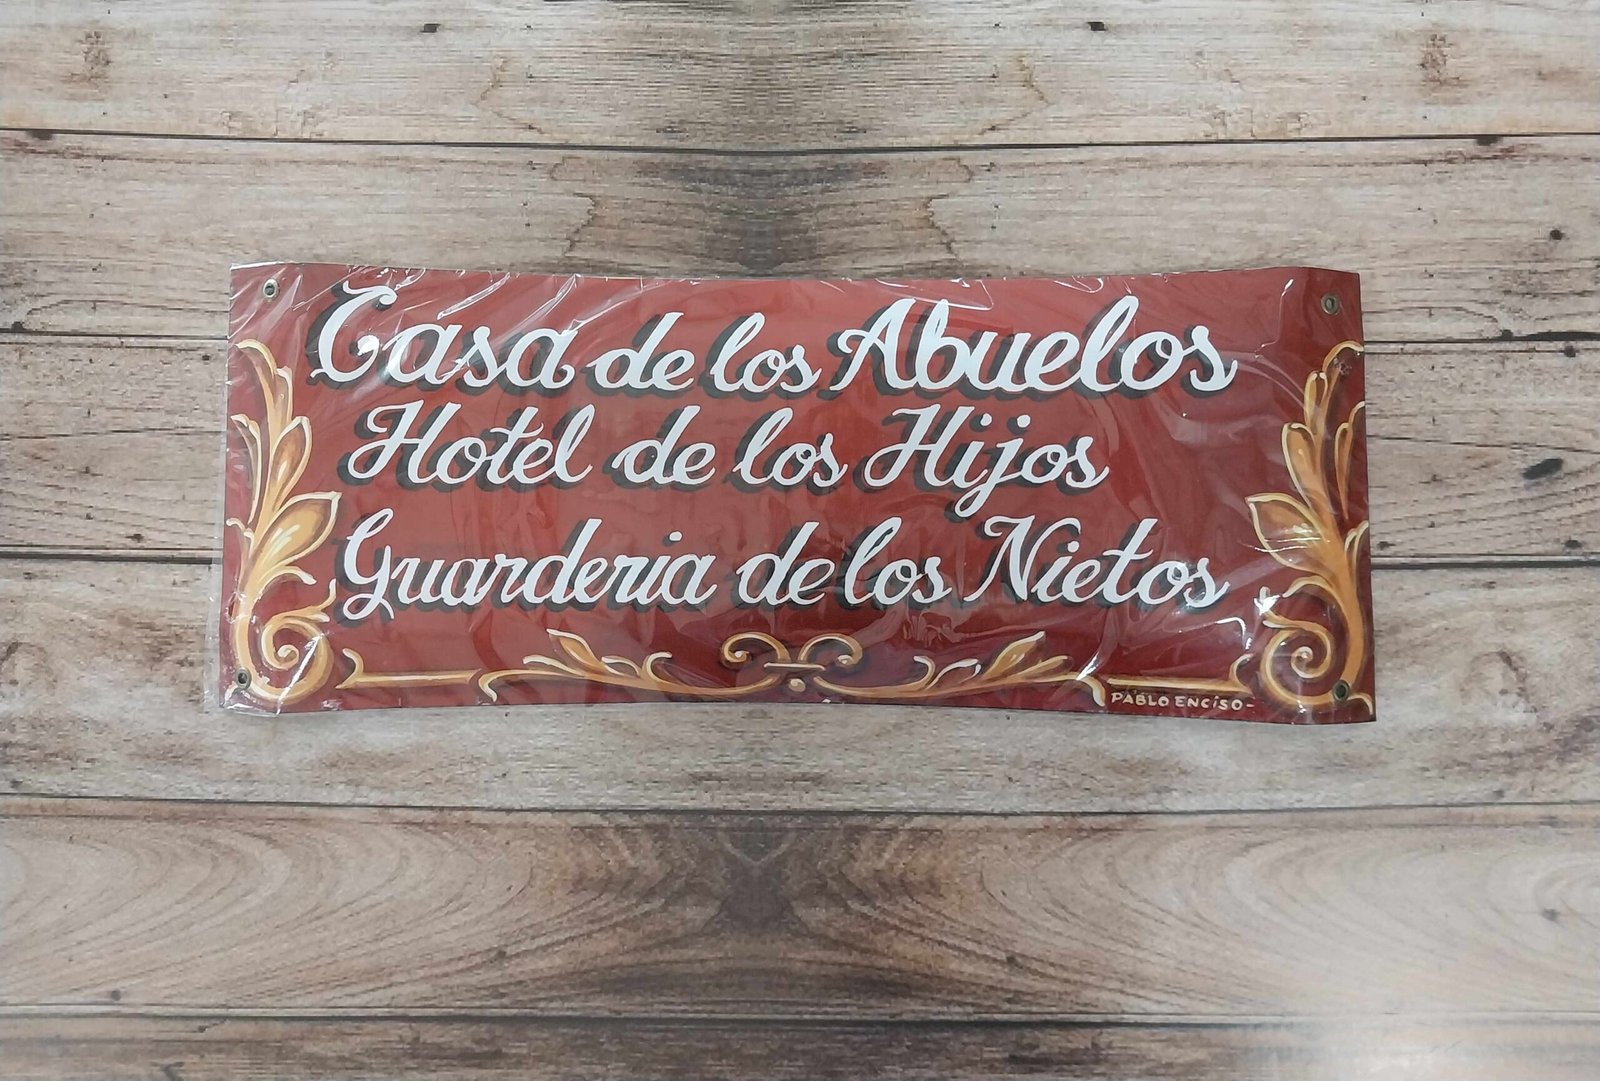 Casa de los Abuelos
Hotel de los Hijos
Guarderia de los Nietos
PABLO ENCISO-